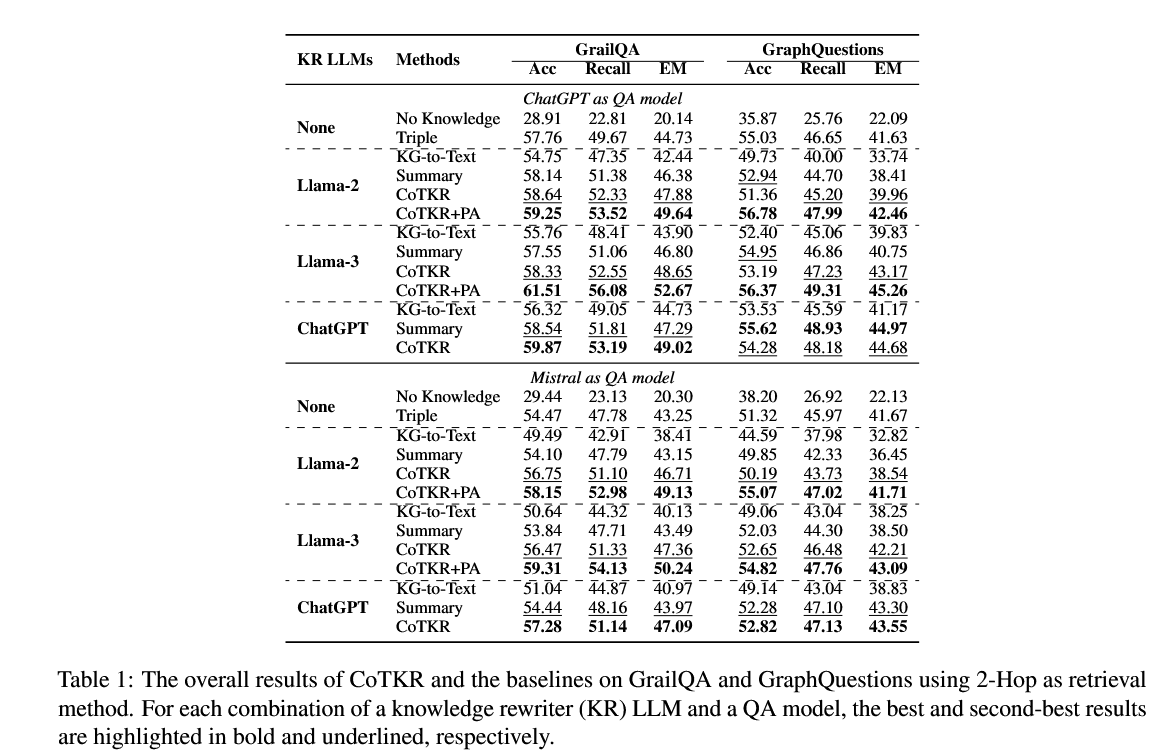 KR LLMs Methods GrailQA GraphQuestions
Acc Recall EM Acc Recall EM
ChatGPT as QA model
None No Knowledge 28.91 22.81 20.14 35.87 25.76 22.09
Triple 57.76 49.67 44.73 55.03 46.65 41.63
Llama-2 KG-to-Text 54.75 47.35 42.44 49.73 40.00 33.74
Summary 58.14 51.38 46.38 52.94 44.70 38.41
CoTKR 58.64 52.33 47.88 51.36 45.20 39.96
CoTKR+PA 59.25 53.52 49.64 56.78 47.99 42.46
Llama-3 KG-to-Text 55.76 48.41 43.90 52.40 45.06 39.83
Summary 57.55 51.06 46.80 54.95 46.86 40.75
CoTKR 58.33 52.55 48.65 53.19 47.23 43.17
CoTKR+PA 61.51 56.08 52.67 56.37 49.31 45.26
ChatGPT KG-to-Text 56.32 49.05 44.73 53.53 45.59 41.17
Summary 58.54 51.81 47.29 55.62 48.93 44.97
CoTKR 59.87 53.19 49.02 54.28 48.18 44.68
Mistral as QA model
None No Knowledge 29.44 23.13 20.30 38.20 26.92 22.13
Triple 54.47 47.78 43.25 51.32 45.97 41.67
Llama-2 KG-to-Text 49.49 42.91 38.41 44.59 37.98 32.82
Summary 54.10 47.79 43.15 49.85 42.33 36.45
CoTKR 56.75 51.10 46.71 50.19 43.73 38.54
CoTKR+PA 58.15 52.98 49.13 55.07 47.02 41.71
Llama-3 KG-to-Text 50.64 44.32 40.13 49.06 43.04 38.25
Summary 53.84 47.71 43.49 52.03 44.30 38.50
CoTKR 56.47 51.33 47.36 52.65 46.48 42.21
CoTKR+PA 59.31 54.13 50.24 54.82 47.76 43.09
ChatGPT KG-to-Text 51.04 44.87 40.97 49.14 43.04 38.83
Summary 54.44 48.16 43.97 52.28 47.10 43.30
CoTKR 57.28 51.14 47.09 52.82 47.13 43.55
Table 1: The overall results of CoTKR and the baselines on GrailQA and GraphQuestions using 2-Hop as retrieval
method. For each combination of a knowledge rewriter (KR) LLM and a QA model, the best and second-best results
are highlighted in bold and underlined, respectively.